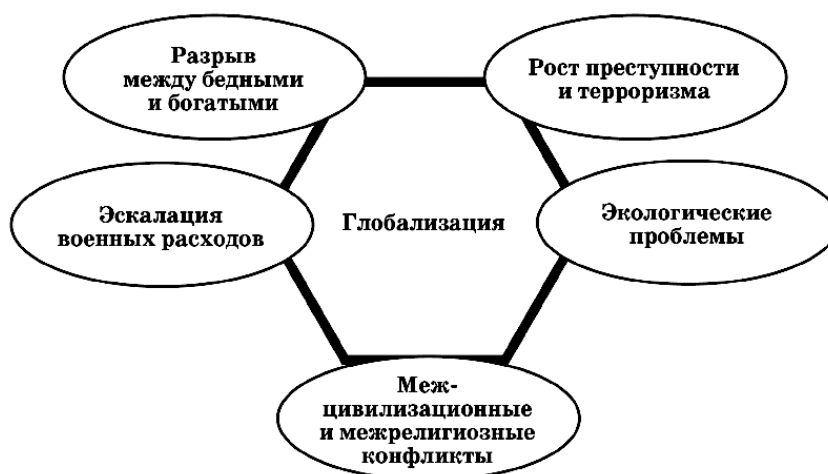 Разрыв
между бедными
и богатыми
Рост преступности
и терроризма
Эскалация
военных расходов
Глобализация
Экологические
проблемы
Меж-
цивилизационные
и межрелигиозные
конфликты